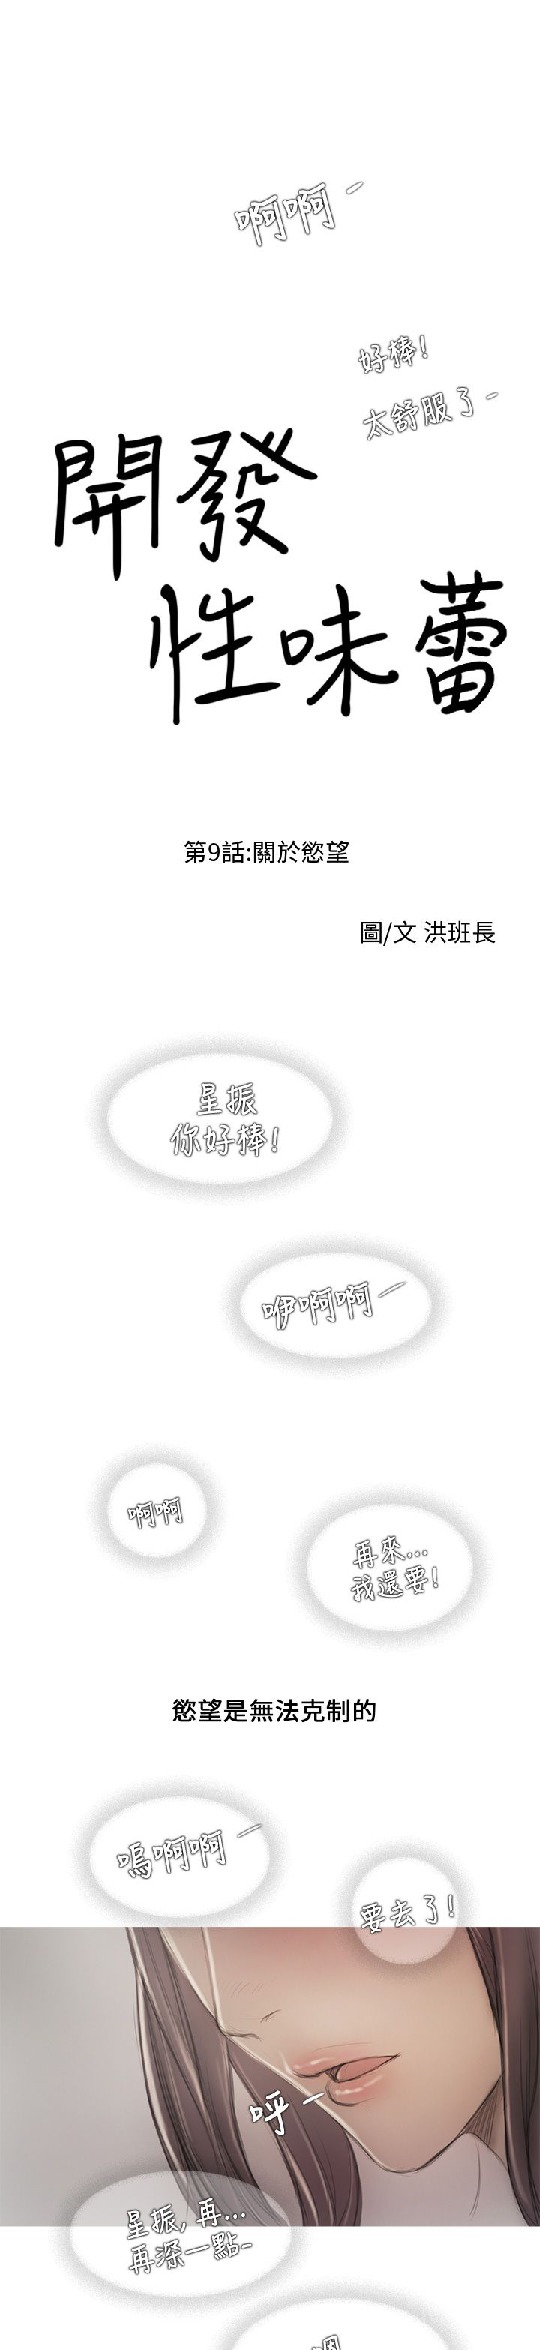 啊啊-
好棒!
太舒服了-
開發
性味蕾
第9話:關於慾望
圖/文 洪班長
星振
你好棒!
咿啊啊-
啊啊
再來...
我還要!
慾望是無法克制的
嗚啊啊-
要去了!
呼-
星振,再...
再深一點-